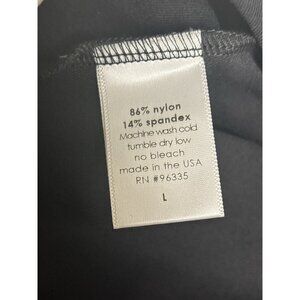 86% nylon
14% spandex
Machine wash cold
tumble dry low
no bleach
made in the USA
RN #96335
L